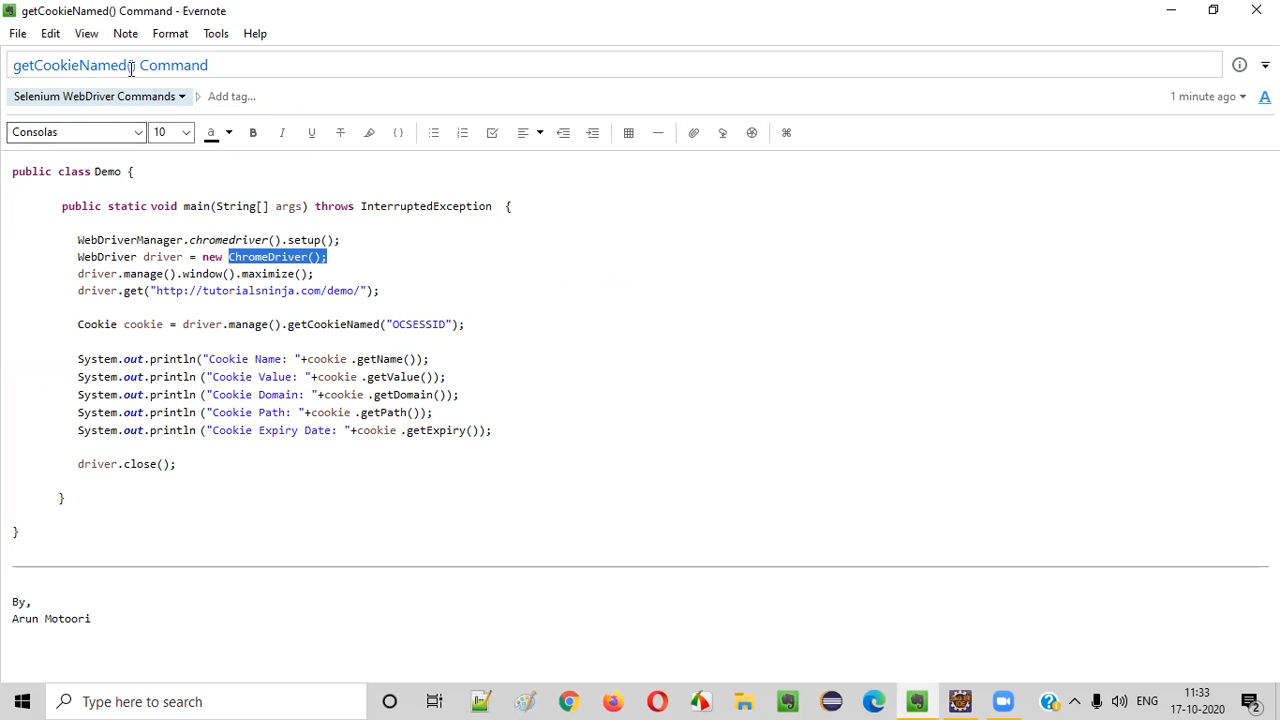 getCookieNamed() Command - Evernote
File Edit View Note Format Tools Help
getCookieNamed() Command
Selenium WebDriver Commands Add tag... 1 minute ago
Consolas 10
public class Demo {
public static void main(String[] args) throws InterruptedException {
WebDriverManager.chromedriver().setup();
WebDriver driver = new ChromeDriver();
driver.manage().window().maximize();
driver.get("http://tutorialsninja.com/demo/");
Cookie cookie = driver.manage().getCookieNamed("OCSESSID");
System.out.println("Cookie Name: "+cookie .getName());
System.out.println ("Cookie Value: "+cookie .getValue());
System.out.println ("Cookie Domain: "+cookie .getDomain());
System.out.println ("Cookie Path: "+cookie .getPath());
System.out.println ("Cookie Expiry Date: "+cookie .getExpiry());
driver.close();
}
}
By,
Arun Motoori
Type here to search
ENG
11:33
17-10-2020
2